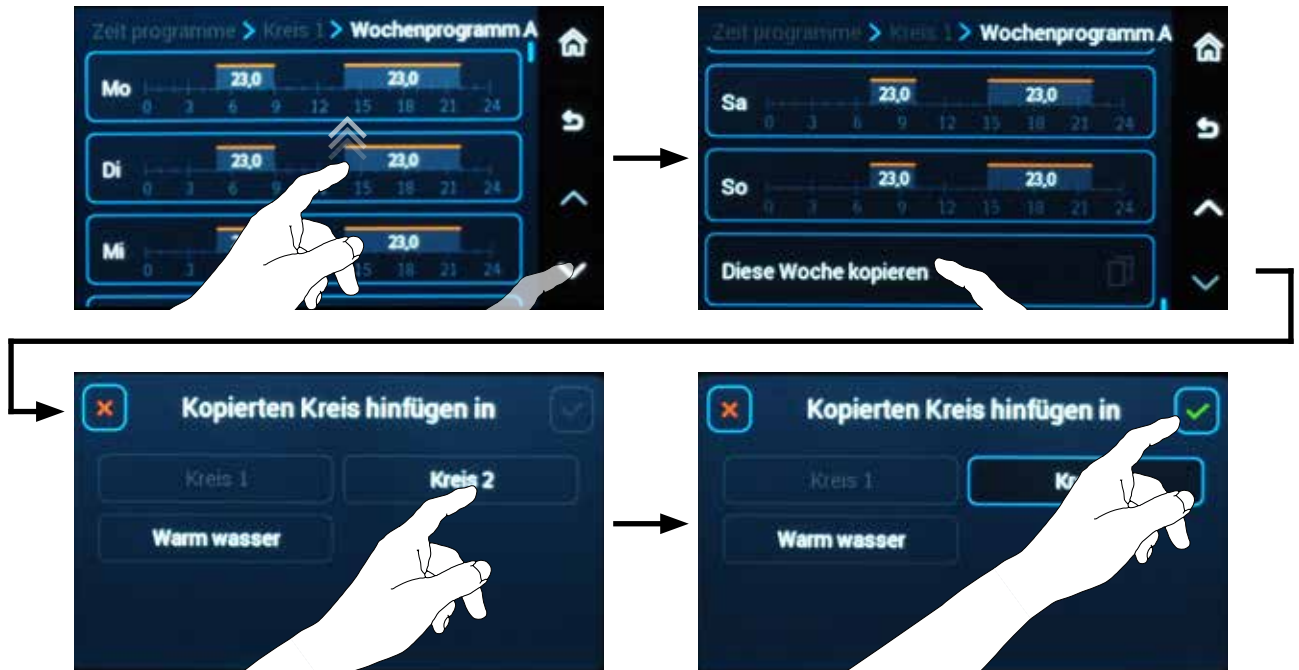 Zeit programme > Kreis 1 > Wochenprogramm A
Mo 23,0 23,0
0 3 6 9 12 15 18 21 24
Di 23,0 23,0
0 3 6 9 15 18 21 24
Mi 23,0
0 3 15 18 21 24
Zeit programme > Kreis 1 > Wochenprogramm A
Sa 23,0 23,0
0 3 6 9 12 15 18 21 24
So 23,0 23,0
0 3 6 9 12 15 18 21 24
Diese Woche kopieren
Kopierten Kreis hinfügen in
Kreis 1 Kreis 2
Warm wasser
Kopierten Kreis hinfügen in
Kreis 1
Warm wasser